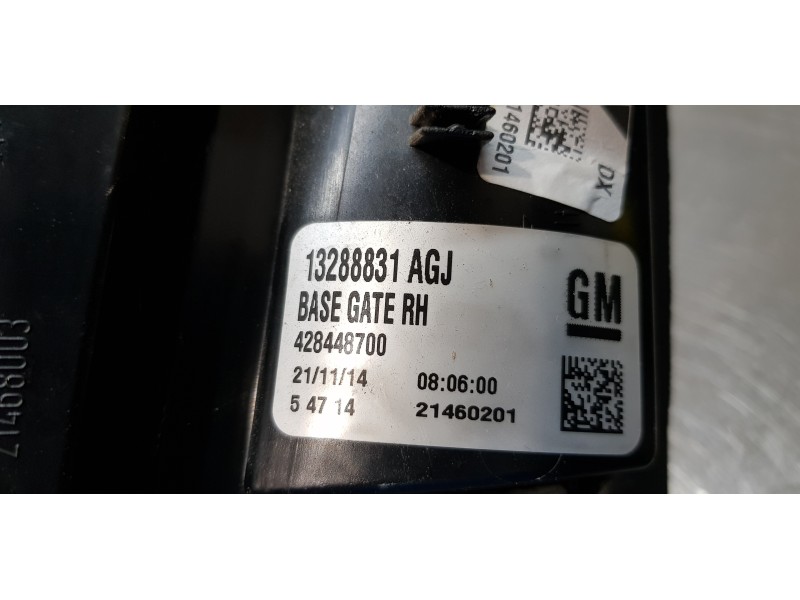 1460201
DX
13288831 AGJ
GM
BASE GATE RH
428448700
21/11/14 08:06:00
5 47 14 21460201
21468003